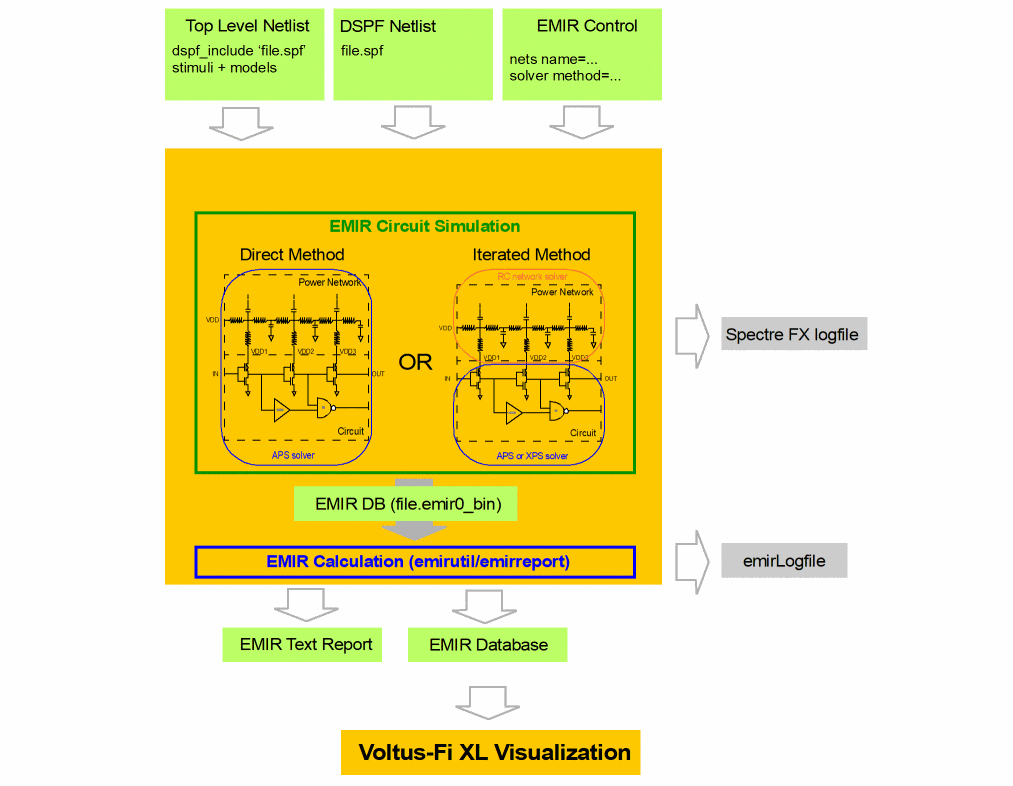 Top Level Netlist
dspf_include ‘file.spf’
stimuli + models
DSPF Netlist
file.spf
EMIR Control
nets name=...
solver method=...
EMIR Circuit Simulation
Direct Method
Power Network
VDD
VDD1
VDD2
VDD3
IN
OUT
Circuit
APS solver
OR
Iterated Method
RC network solver
Power Network
VDD
VDD1
VDD2
VDD3
IN
OUT
Circuit
APS or XPS solver
Spectre FX logfile
EMIR DB (file.emir0_bin)
EMIR Calculation (emirutil/emirreport)
emirLogfile
EMIR Text Report
EMIR Database
Voltus-Fi XL Visualization